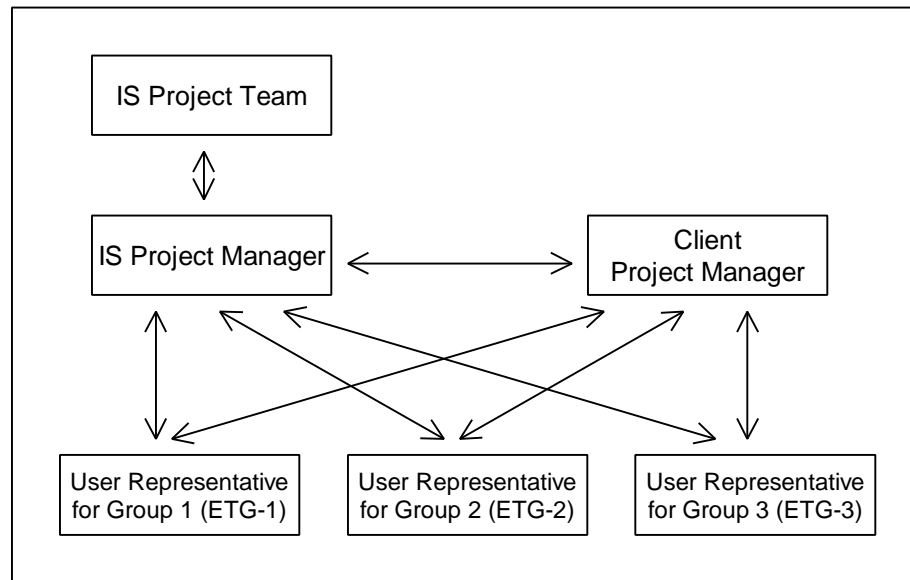 IS Project Team
IS Project Manager
Client
Project Manager
User Representative
for Group 1 (ETG-1)
User Representative
for Group 2 (ETG-2)
User Representative
for Group 3 (ETG-3)